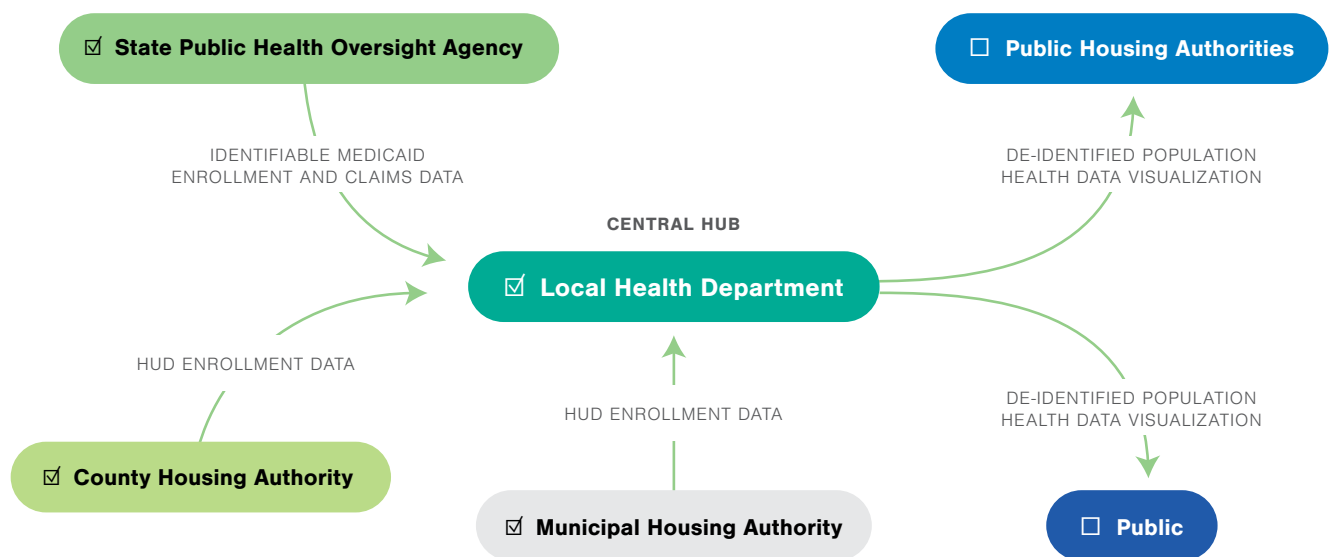 ☑ State Public Health Oversight Agency
☐ Public Housing Authorities
IDENTIFIABLE MEDICAID
ENROLLMENT AND CLAIMS DATA
DE-IDENTIFIED POPULATION
HEALTH DATA VISUALIZATION
CENTRAL HUB
☑ Local Health Department
HUD ENROLLMENT DATA
HUD ENROLLMENT DATA
DE-IDENTIFIED POPULATION
HEALTH DATA VISUALIZATION
☑ County Housing Authority
☑ Municipal Housing Authority
☐ Public